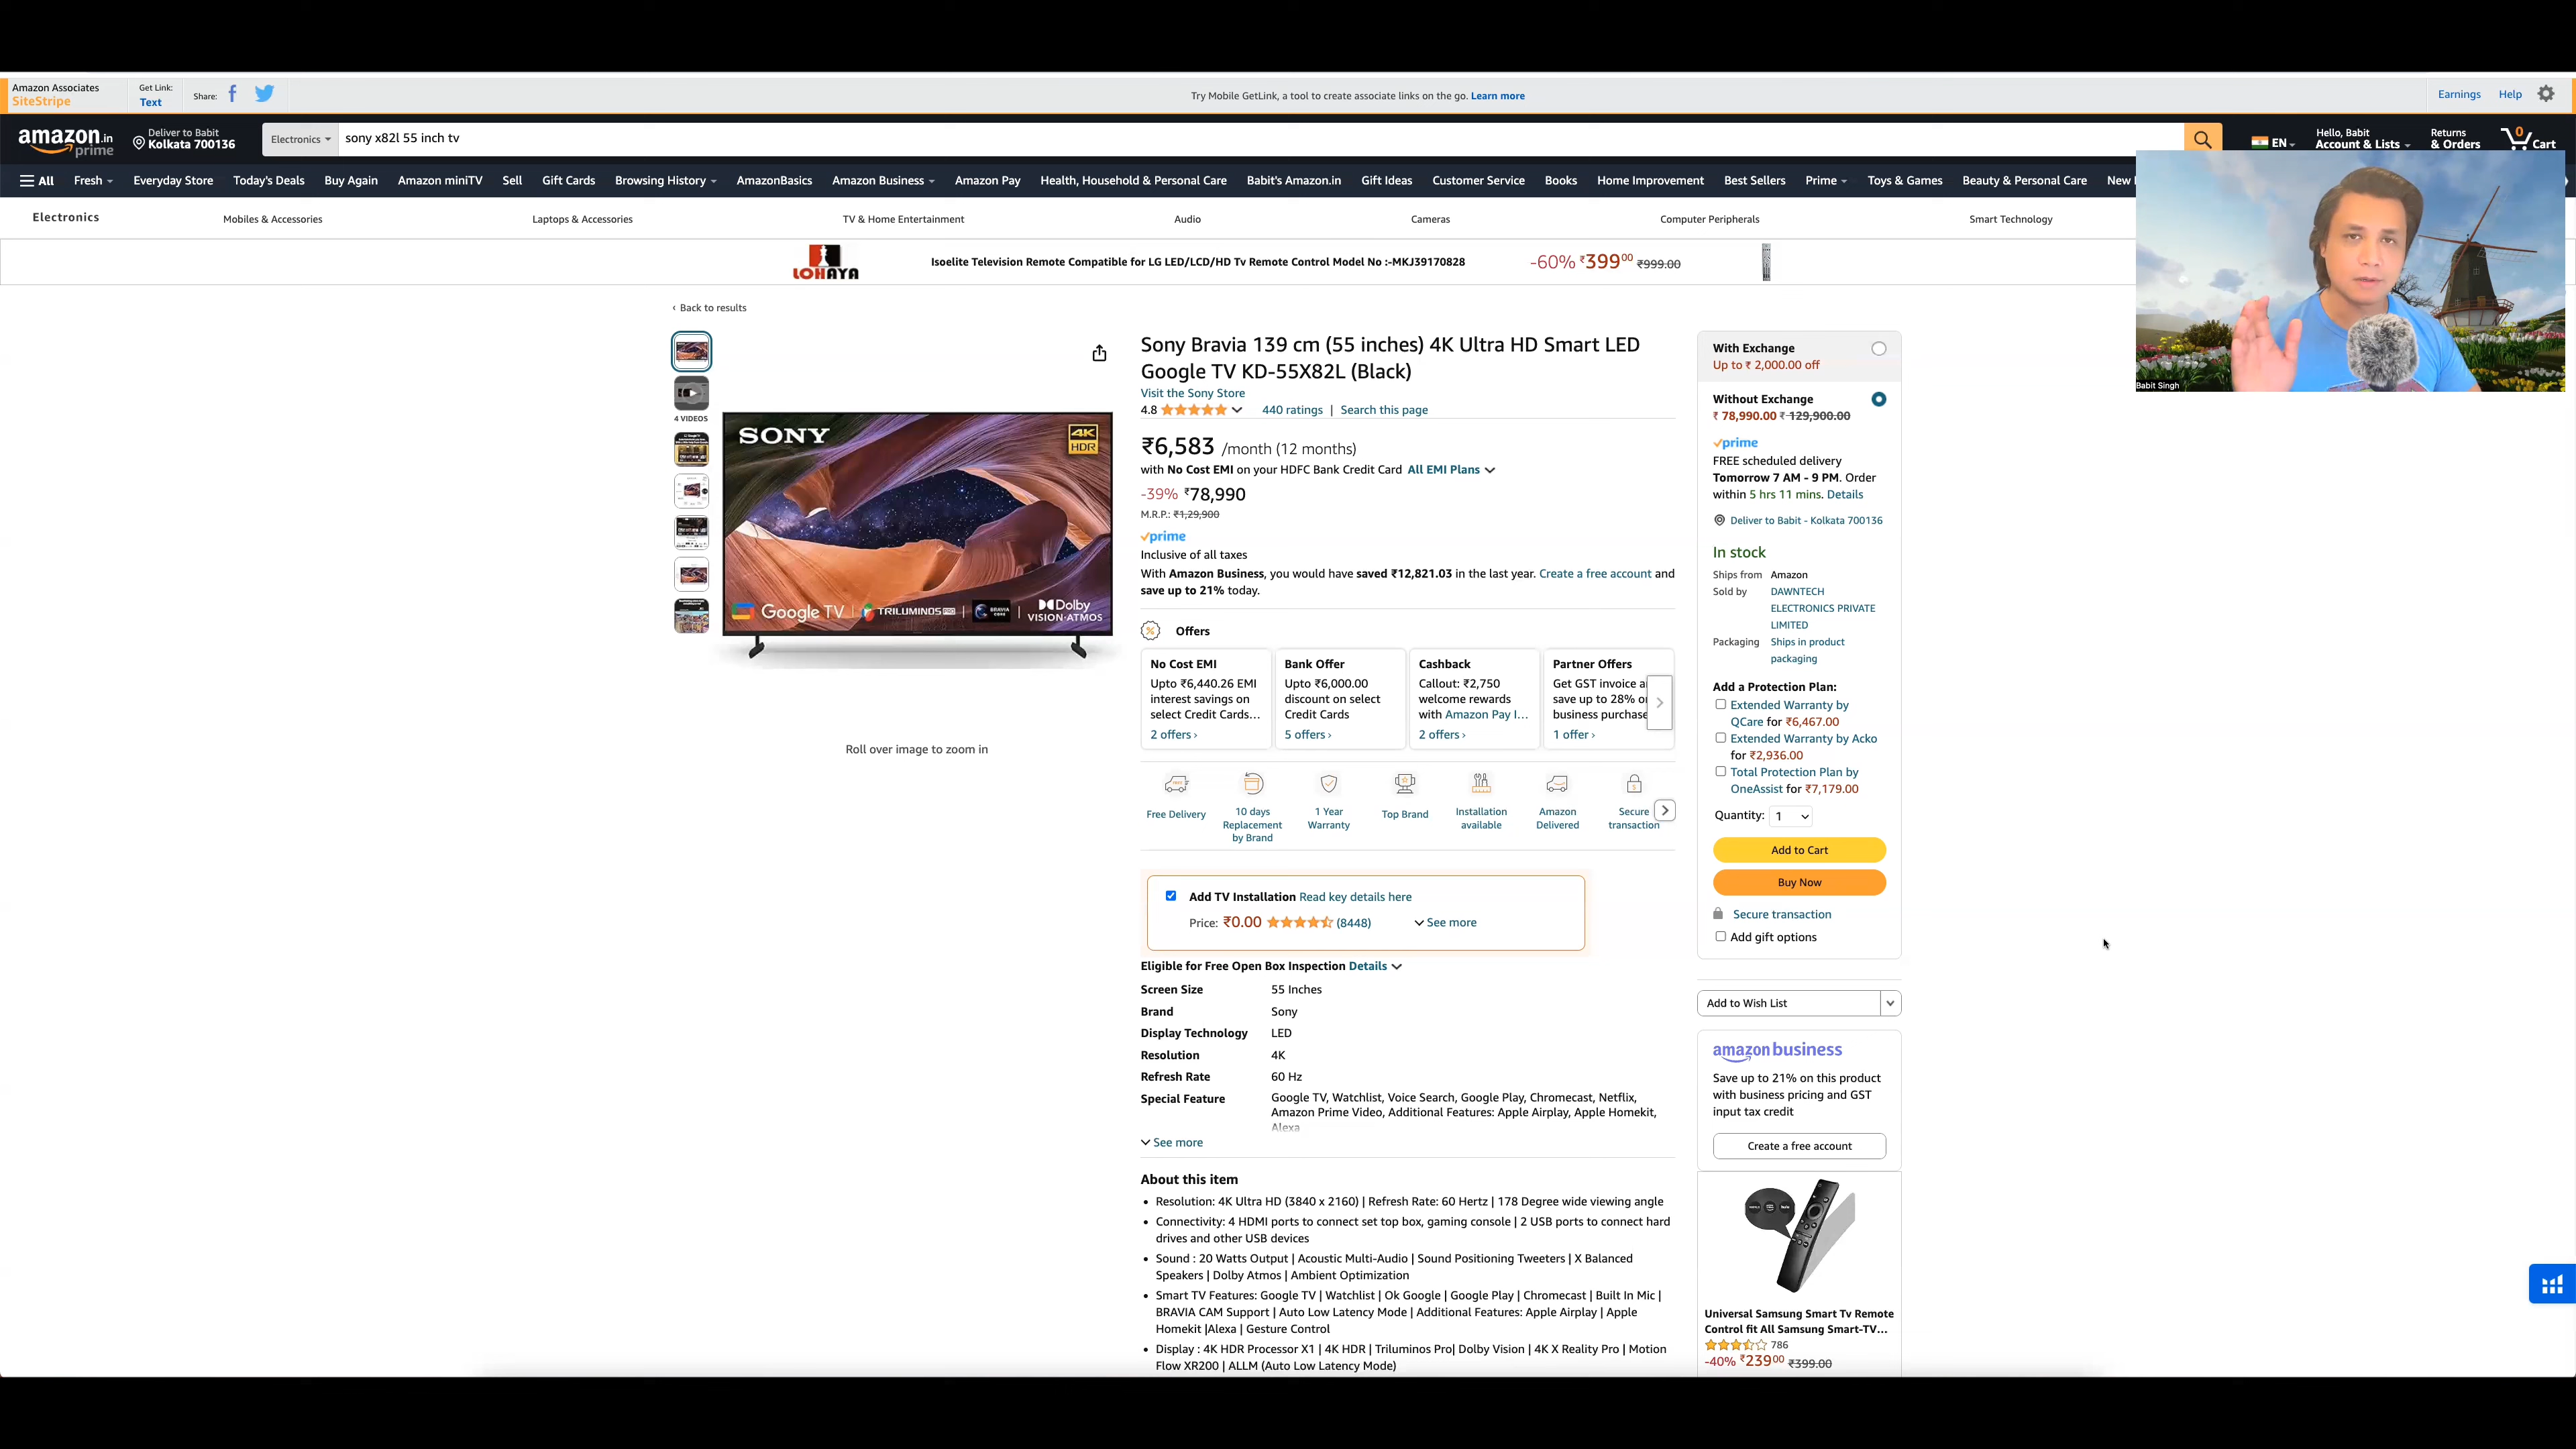 Amazon Associates
SiteStripe
Get Link:
Text
Share:
Try Mobile GetLink, a tool to create associate links on the go. Learn more
Earnings
Help
amazon.in
prime
Deliver to Babit
Kolkata 700136
Electronics
sony x82l 55 inch tv
EN
Hello, Babit
Account & Lists
Returns
& Orders
0
Cart
All
Fresh
Everyday Store
Today's Deals
Buy Again
Amazon miniTV
Sell
Gift Cards
Browsing History
AmazonBasics
Amazon Business
Amazon Pay
Health, Household & Personal Care
Babit's Amazon.in
Gift Ideas
Customer Service
Books
Home Improvement
Best Sellers
Prime
Toys & Games
Beauty & Personal Care
New
Electronics
Mobiles & Accessories
Laptops & Accessories
TV & Home Entertainment
Audio
Cameras
Computer Peripherals
Smart Technology
LOHAYA
Isoelite Television Remote Compatible for LG LED/LCD/HD Tv Remote Control Model No :-MKJ39170828
-60% ₹39900 ₹999.00
Babit Singh
‹ Back to results
4 VIDEOS
SONY
4K
HDR
Google TV
TRILUMINOS PRO
BRAVIA
CORE
Dolby
VISION·ATMOS
Roll over image to zoom in
Sony Bravia 139 cm (55 inches) 4K Ultra HD Smart LED
Google TV KD-55X82L (Black)
Visit the Sony Store
4.8
440 ratings | Search this page
₹6,583 /month (12 months)
with No Cost EMI on your HDFC Bank Credit Card All EMI Plans
-39% ₹78,990
M.R.P.: ₹1,29,900
prime
Inclusive of all taxes
With Amazon Business, you would have saved ₹12,821.03 in the last year. Create a free account and
save up to 21% today.
Offers
No Cost EMI
Upto ₹6,440.26 EMI
interest savings on
select Credit Cards…
2 offers ›
Bank Offer
Upto ₹6,000.00
discount on select
Credit Cards
5 offers ›
Cashback
Callout: ₹2,750
welcome rewards
with Amazon Pay I…
2 offers ›
Partner Offers
Get GST invoice a
save up to 28% o
business purchase
1 offer ›
Free Delivery
10 days
Replacement
by Brand
1 Year
Warranty
Top Brand
Installation
available
Amazon
Delivered
Secure
transaction
Add TV Installation Read key details here
Price: ₹0.00 (8448)
See more
Eligible for Free Open Box Inspection Details
Screen Size 55 Inches
Brand Sony
Display Technology LED
Resolution 4K
Refresh Rate 60 Hz
Special Feature Google TV, Watchlist, Voice Search, Google Play, Chromecast, Netflix,
Amazon Prime Video, Additional Features: Apple Airplay, Apple Homekit,
Alexa
See more
About this item
• Resolution: 4K Ultra HD (3840 x 2160) | Refresh Rate: 60 Hertz | 178 Degree wide viewing angle
• Connectivity: 4 HDMI ports to connect set top box, gaming console | 2 USB ports to connect hard
drives and other USB devices
• Sound : 20 Watts Output | Acoustic Multi-Audio | Sound Positioning Tweeters | X Balanced
Speakers | Dolby Atmos | Ambient Optimization
• Smart TV Features: Google TV | Watchlist | Ok Google | Google Play | Chromecast | Built In Mic |
BRAVIA CAM Support | Auto Low Latency Mode | Additional Features: Apple Airplay | Apple
Homekit |Alexa | Gesture Control
• Display : 4K HDR Processor X1 | 4K HDR | Triluminos Pro| Dolby Vision | 4K X Reality Pro | Motion
Flow XR200 | ALLM (Auto Low Latency Mode)
With Exchange
Up to ₹ 2,000.00 off
Without Exchange
₹ 78,990.00 ₹ 129,900.00
prime
FREE scheduled delivery
Tomorrow 7 AM - 9 PM. Order
within 5 hrs 11 mins. Details
Deliver to Babit - Kolkata 700136
In stock
Ships from Amazon
Sold by DAWNTECH
ELECTRONICS PRIVATE
LIMITED
Packaging Ships in product
packaging
Add a Protection Plan:
Extended Warranty by
QCare for ₹6,467.00
Extended Warranty by Acko
for ₹2,936.00
Total Protection Plan by
OneAssist for ₹7,179.00
Quantity: 1
Add to Cart
Buy Now
Secure transaction
Add gift options
Add to Wish List
amazon business
Save up to 21% on this product
with business pricing and GST
input tax credit
Create a free account
Universal Samsung Smart Tv Remote
Control fit All Samsung Smart-TV…
786
-40% ₹23900 ₹399.00